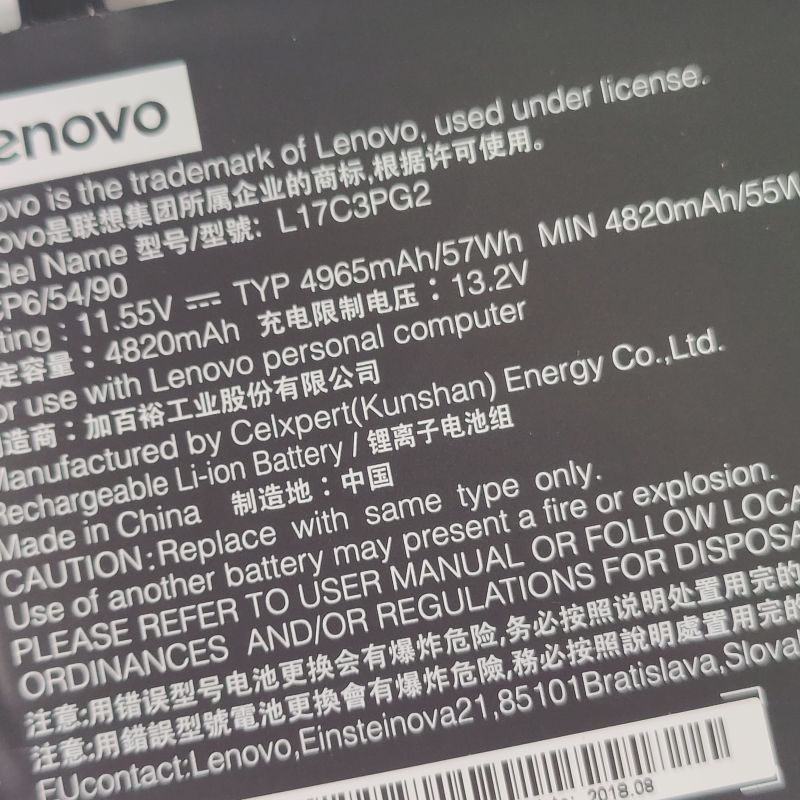 enovo
ovo is the trademark of Lenovo, used under license.
ovo是联想集团所属企业的商标,根据许可使用。
del Name 型号/型號: L17C3PG2
CP6/54/90
ting : 11.55V ⎓ TYP 4965mAh/57Wh MIN 4820mAh/55W
定容量：4820mAh 充电限制电压：13.2V
or use with Lenovo personal computer
造商：加百裕工业股份有限公司
Manufactured by Celxpert(Kunshan) Energy Co.,Ltd.
Rechargeable Li-ion Battery / 锂离子电池组
Made in China 制造地：中国
CAUTION:Replace with same type only.
Use of another battery may present a fire or explosion.
PLEASE REFER TO USER MANUAL OR FOLLOW LOCA
ORDINANCES AND/OR REGULATIONS FOR DISPOSA
注意:用错误型号电池更换会有爆炸危险,务必按照说明处置用完的
注意:用錯誤型號電池更換會有爆炸危險,務必按照說明處置用完的
EUcontact:Lenovo,Einsteinova21,85101Bratislava,Slova
2018.08